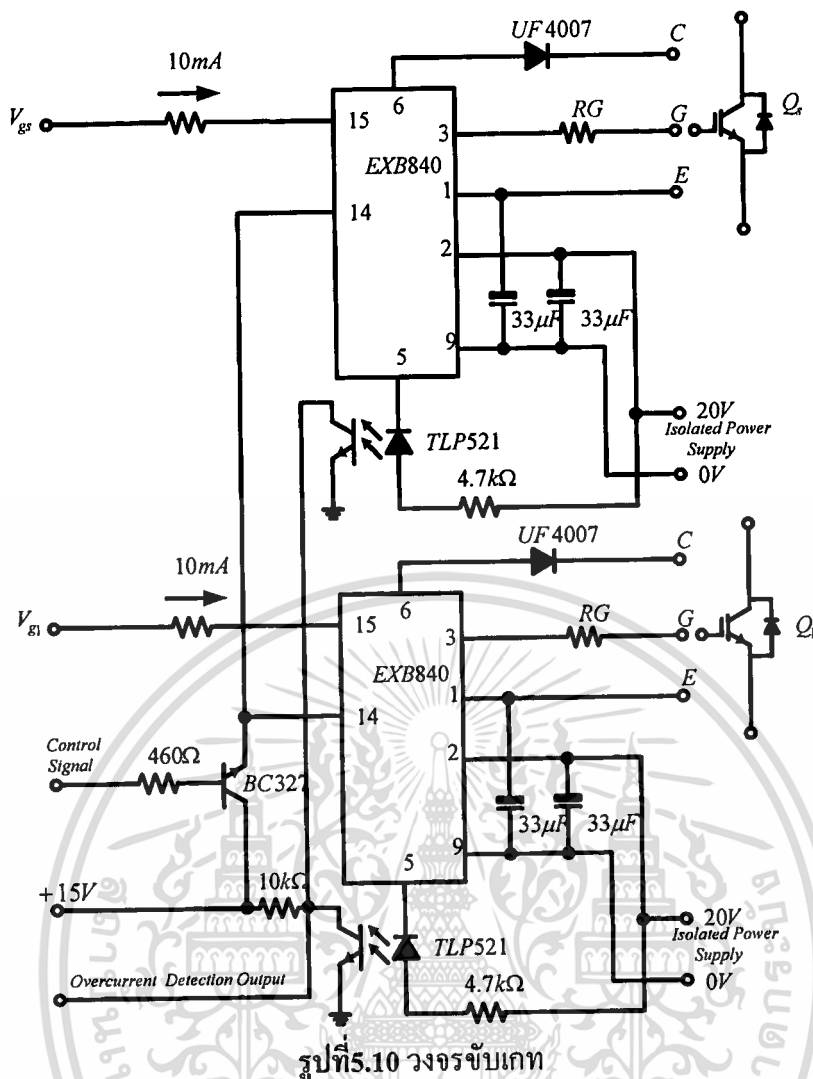 UF4007
C
10mA
V_gs
15
6
3
RG
G
Q_s
EXB840
1
E
14
2
33μF
33μF
9
5
20V
Isolated Power
Supply
0V
TLP521
4.7kΩ
UF4007
C
10mA
V_g1
15
6
3
RG
G
EXB840
1
E
14
2
Control
Signal
460Ω
BC327
33μF
33μF
9
5
+15V
10kΩ
20V
Isolated Power
Supply
0V
TLP521
Overcurrent Detection Output
4.7kΩ
รูปที่5.10 วงจรขับเกท